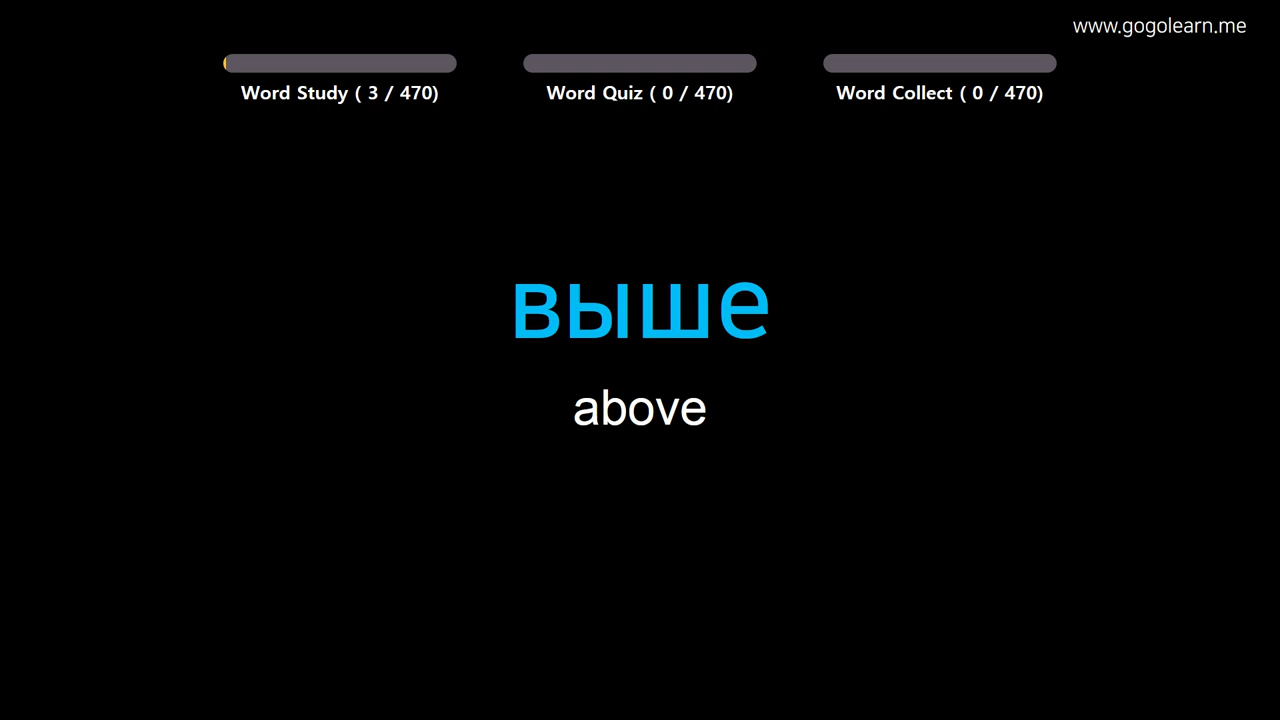 www.gogolearn.me
Word Study ( 3 / 470)
Word Quiz ( 0 / 470)
Word Collect ( 0 / 470)
выше
above